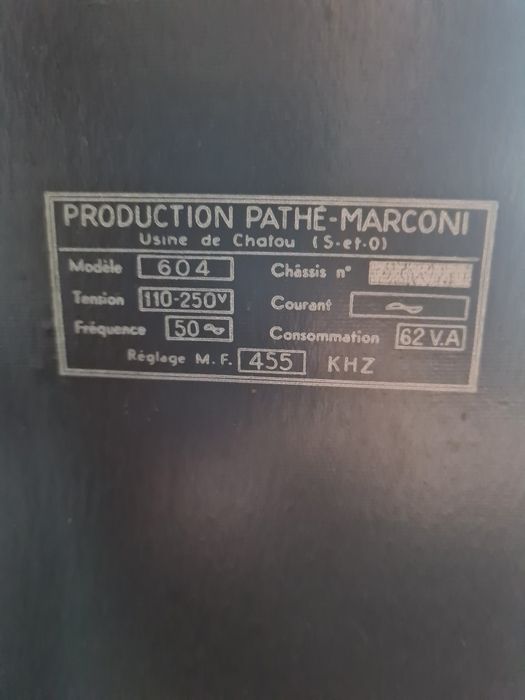 PRODUCTION PATHÉ-MARCONI
Usine de Chatou (S-et-O)
Modèle 604 Châssis n°
Tension 110-250V Courant ~
Fréquence 50~ Consommation 62 V.A
Réglage M.F. 455 KHZ